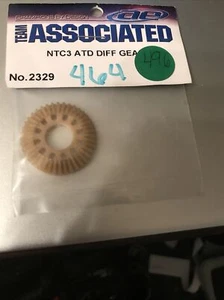 TEAM ASSOCIATED
NTC3 ATD DIFF GEA
496
No.2329
464